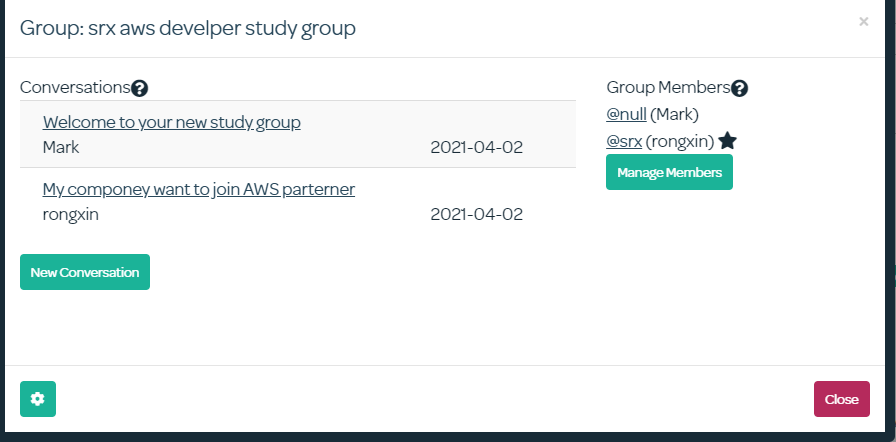 Group: srx aws develper study group
×
Conversations?
Welcome to your new study group
Mark 2021-04-02
My componey want to join AWS parterner
rongxin 2021-04-02
New Conversation
Group Members?
@null (Mark)
@srx (rongxin) ★
Manage Members
Close